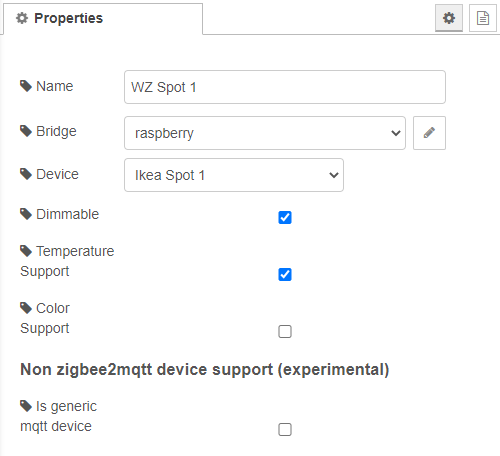 Properties
Name WZ Spot 1
Bridge raspberry
Device Ikea Spot 1
Dimmable
Temperature
Support
Color
Support
Non zigbee2mqtt device support (experimental)
Is generic
mqtt device